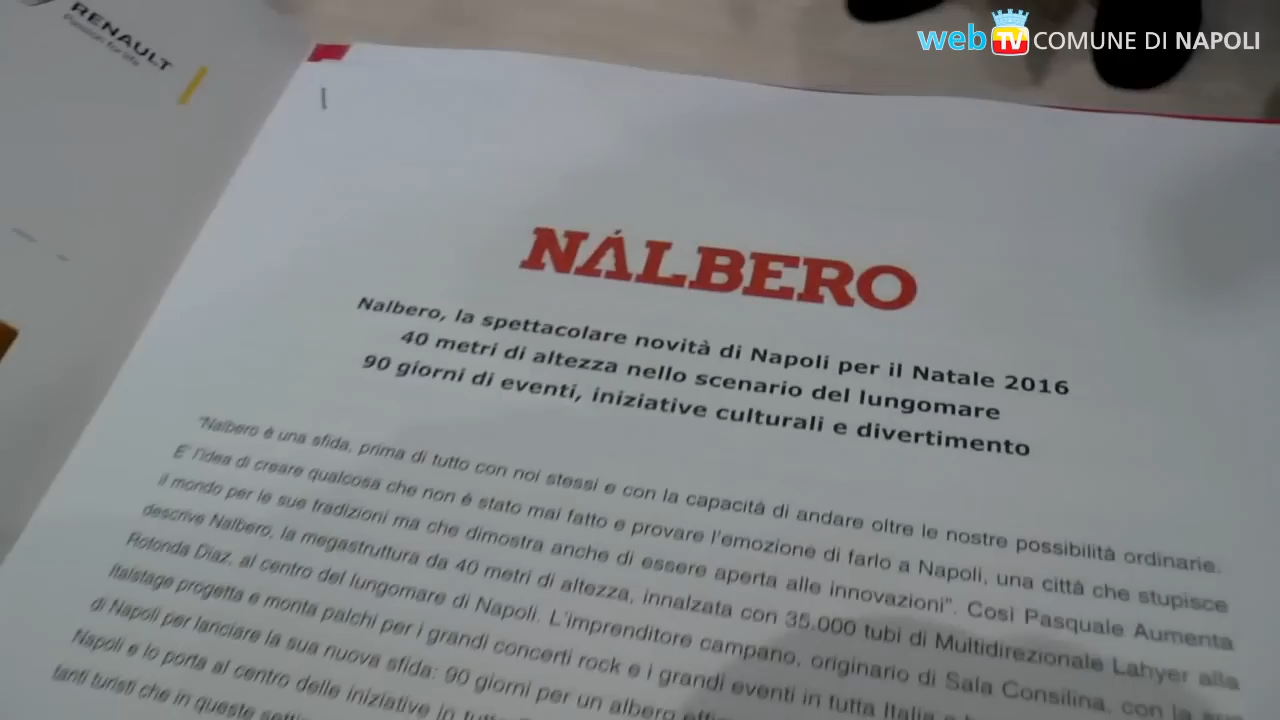 web TV COMUNE DI NAPOLI
RENAULT
Passion for life
NÁLBERO
Nalbero, la spettacolare novità di Napoli per il Natale 2016
40 metri di altezza nello scenario del lungomare
90 giorni di eventi, iniziative culturali e divertimento
"Nalbero è una sfida, prima di tutto con noi stessi e con la capacità di andare oltre le nostre possibilità ordinarie.
E' l'idea di creare qualcosa che non è stato mai fatto e provare l'emozione di farlo a Napoli, una città che stupisce
il mondo per le sue tradizioni ma che dimostra anche di essere aperta alle innovazioni". Così Pasquale Aumenta
descrive Nalbero, la megastruttura da 40 metri di altezza, innalzata con 35.000 tubi di Multidirezionale Lahyer alla
Rotonda Diaz, al centro del lungomare di Napoli. L'imprenditore campano, originario di Sala Consilina, con la
Italstage progetta e monta palchi per i grandi concerti rock e i grandi eventi in tutta Italia
di Napoli per lanciare la sua nuova sfida: 90 giorni per un albero
Napoli e lo porta al centro delle iniziative in
tanti turisti che in queste